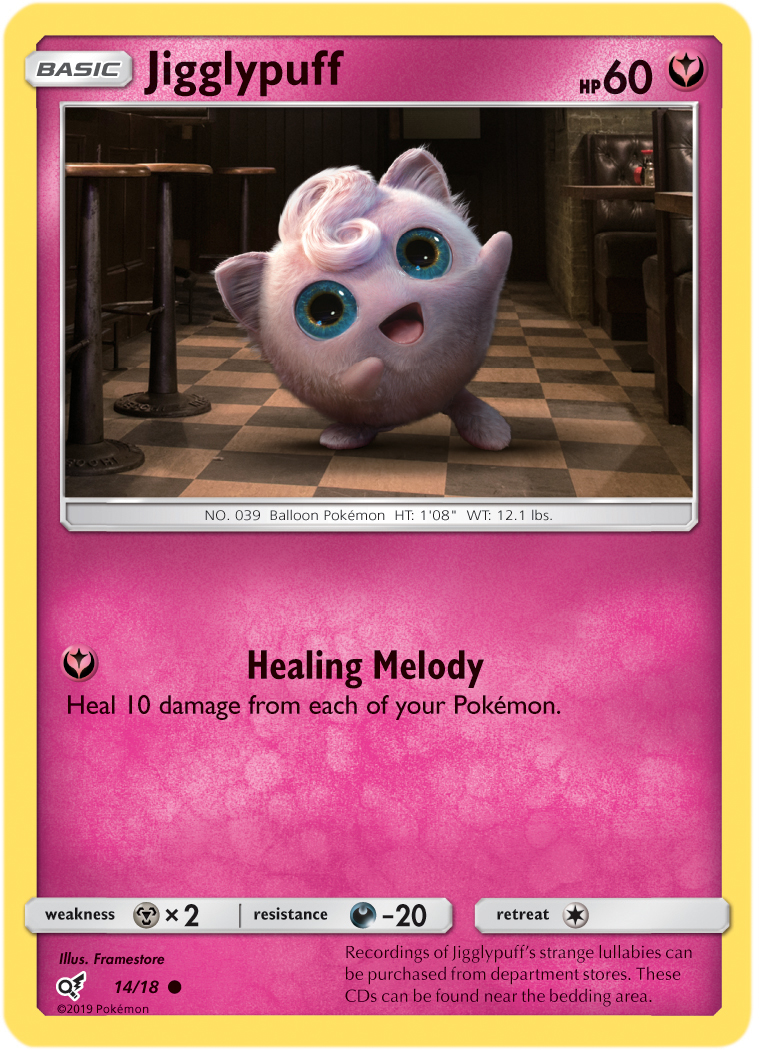 BASIC
Jigglypuff
HP 60
NO. 039 Balloon Pokémon HT: 1'08" WT: 12.1 lbs.
Healing Melody
Heal 10 damage from each of your Pokémon.
weakness × 2 resistance –20 retreat
Illus. Framestore
14/18
©2019 Pokémon
Recordings of Jigglypuff's strange lullabies can
be purchased from department stores. These
CDs can be found near the bedding area.